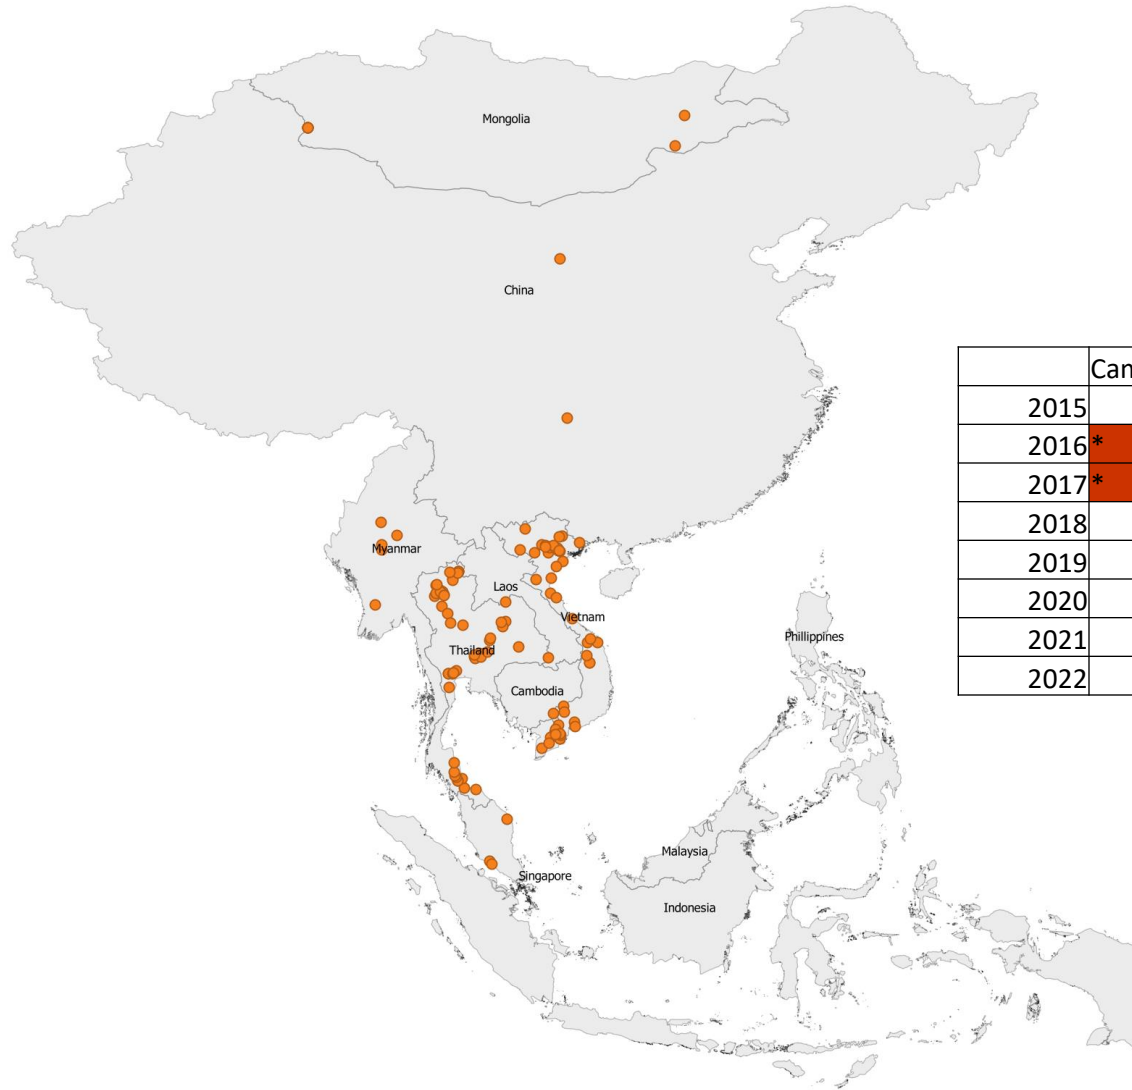 Mongolia
China
Myanmar
Laos
Vietnam
Thailand
Phillippines
Cambodia
Malaysia
Singapore
Indonesia
Cam
2015
2016 *
2017 *
2018
2019
2020
2021
2022